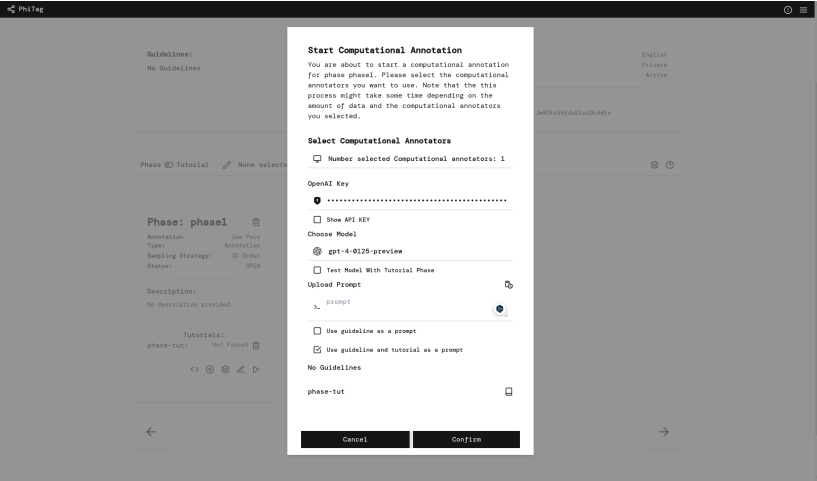 PhiTag
Guidelines:
No Guidelines
English
Private
Active
Phase Tutorial
None selecte
Phase: phase1
Annotation Type: Use Pair Annotation
Sampling Strategy: ID Order
Status: OPEN
Description:
No description provided.
Tutorials:
phase-tut: Not Passed
Start Computational Annotation
You are about to start a computational annotation
for phase phase1. Please select the computational
annotators you want to use. Note that the this
process might take some time depending on the
amount of data and the computational annotators
you selected.
Select Computational Annotators
Number selected Computational annotators: 1
OpenAI Key
Show API KEY
Choose Model
gpt-4-0125-preview
Test Model With Tutorial Phase
Upload Prompt
prompt
Use guideline as a prompt
Use guideline and tutorial as a prompt
No Guidelines
phase-tut
Cancel
Confirm